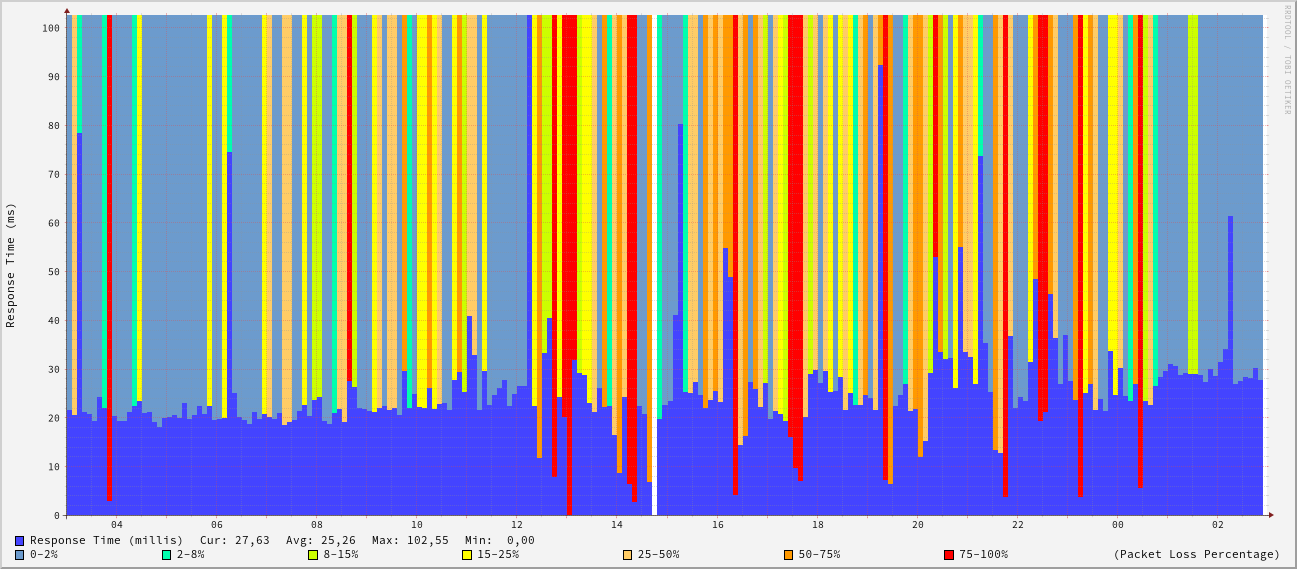 RRDTOOL / TOBI OETIKER
Response Time (ms)
100
90
80
70
60
50
40
30
20
10
0
04 06 08 10 12 14 16 18 20 22 00 02
Response Time (millis) Cur: 27,63 Avg: 25,26 Max: 102,55 Min: 0,00
0-2% 2-8% 8-15% 15-25% 25-50% 50-75% 75-100% (Packet Loss Percentage)